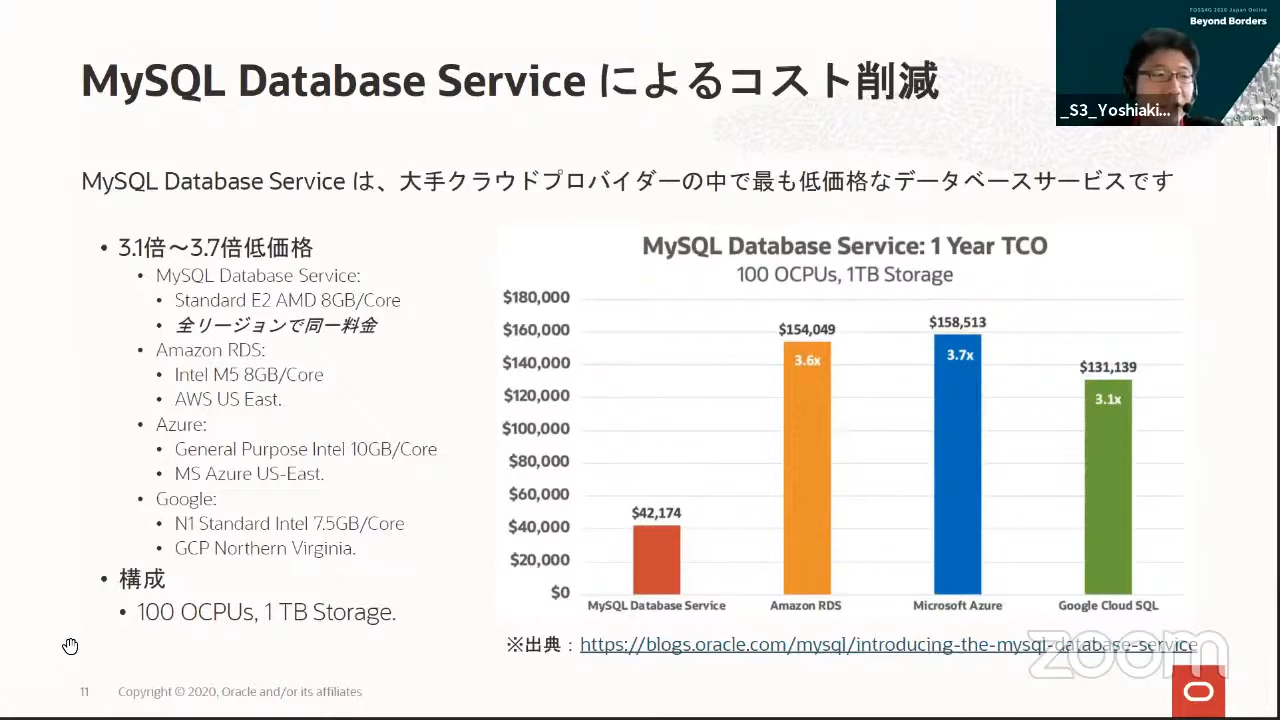 FOSS4G 2020 Japan Online
Beyond Borders
_S3_Yoshiaki...
MySQL Database Service によるコスト削減
MySQL Database Service は、大手クラウドプロバイダーの中で最も低価格なデータベースサービスです
• 3.1倍～3.7倍低価格
• MySQL Database Service:
• Standard E2 AMD 8GB/Core
• 全リージョンで同一料金
• Amazon RDS:
• Intel M5 8GB/Core
• AWS US East.
• Azure:
• General Purpose Intel 10GB/Core
• MS Azure US-East.
• Google:
• N1 Standard Intel 7.5GB/Core
• GCP Northern Virginia.
• 構成
• 100 OCPUs, 1 TB Storage.
MySQL Database Service: 1 Year TCO
100 OCPUs, 1TB Storage
$180,000
$160,000
$140,000
$120,000
$100,000
$80,000
$60,000
$40,000
$20,000
$0
$42,174
$154,049
3.6x
$158,513
3.7x
$131,139
3.1x
MySQL Database Service
Amazon RDS
Microsoft Azure
Google Cloud SQL
※出典：https://blogs.oracle.com/mysql/introducing-the-mysql-database-service
zoom
11
Copyright © 2020, Oracle and/or its affiliates